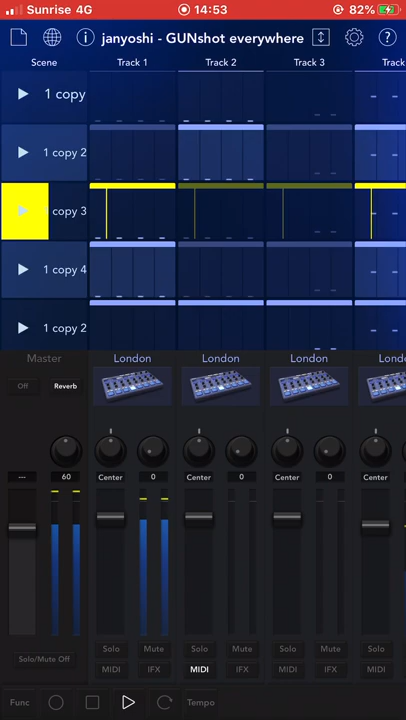 Sunrise 4G 14:53 82%
janyoshi - GUNshot everywhere
Scene Track 1 Track 2 Track 3 Track
1 copy
1 copy 2
copy 3
1 copy 4
1 copy 2
Master London London London Lond
Off Reverb
--- 60 Center 0 Center 0 Center 0 Center
Solo Mute Solo Mute Solo Mute Solo
Solo/Mute Off
MIDI IFX MIDI IFX MIDI IFX MIDI
Func Tempo